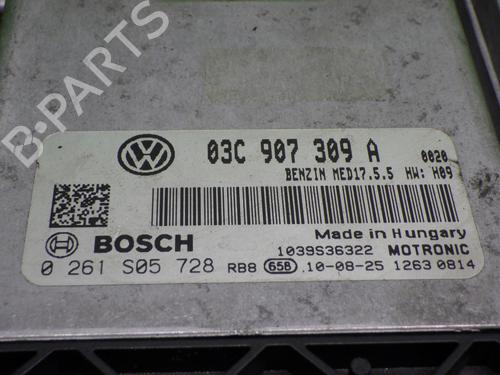 03C 907 309 A 0020
BENZIN MED17.5.5 HW: H09
Made in Hungary
BOSCH
1039S36322 MOTRONIC
0 261 S05 728 RB8 658 .10-08-25 1263 0814
B-PARTS